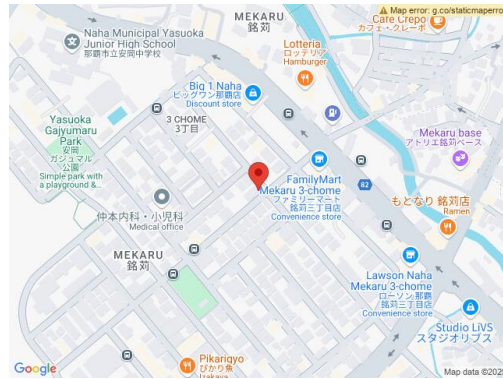 ⚠ Map error: g.co/staticmaperro
MEKARU
銘苅
Naha Municipal Yasuoka
Junior High School
那覇市立安岡中学校
Cafe Crepo
カフェ・クレーポ
Lotteria
ロッテリア
Hamburger
Big 1 Naha
ビッグワン那覇店
Discount store
Yasuoka
Gajyumaru
Park
安岡
ガジュマル
公園
Simple park with
a playground &...
3 CHOME
3丁目
Mekaru base
アトリエ銘苅ベース
FamilyMart
Mekaru 3-chome
ファミリーマート
銘苅三丁目店
Convenience store
82
仲本内科・小児科
Medical office
もとなり 銘苅店
Ramen
MEKARU
銘苅
Lawson Naha
Mekaru 3-chome
ローソン 那覇
銘苅三丁目店
Convenience store
Studio LiVS
スタジオリブス
Pikariqyo
ぴかり魚
Izakaya
Google
Map data ©202